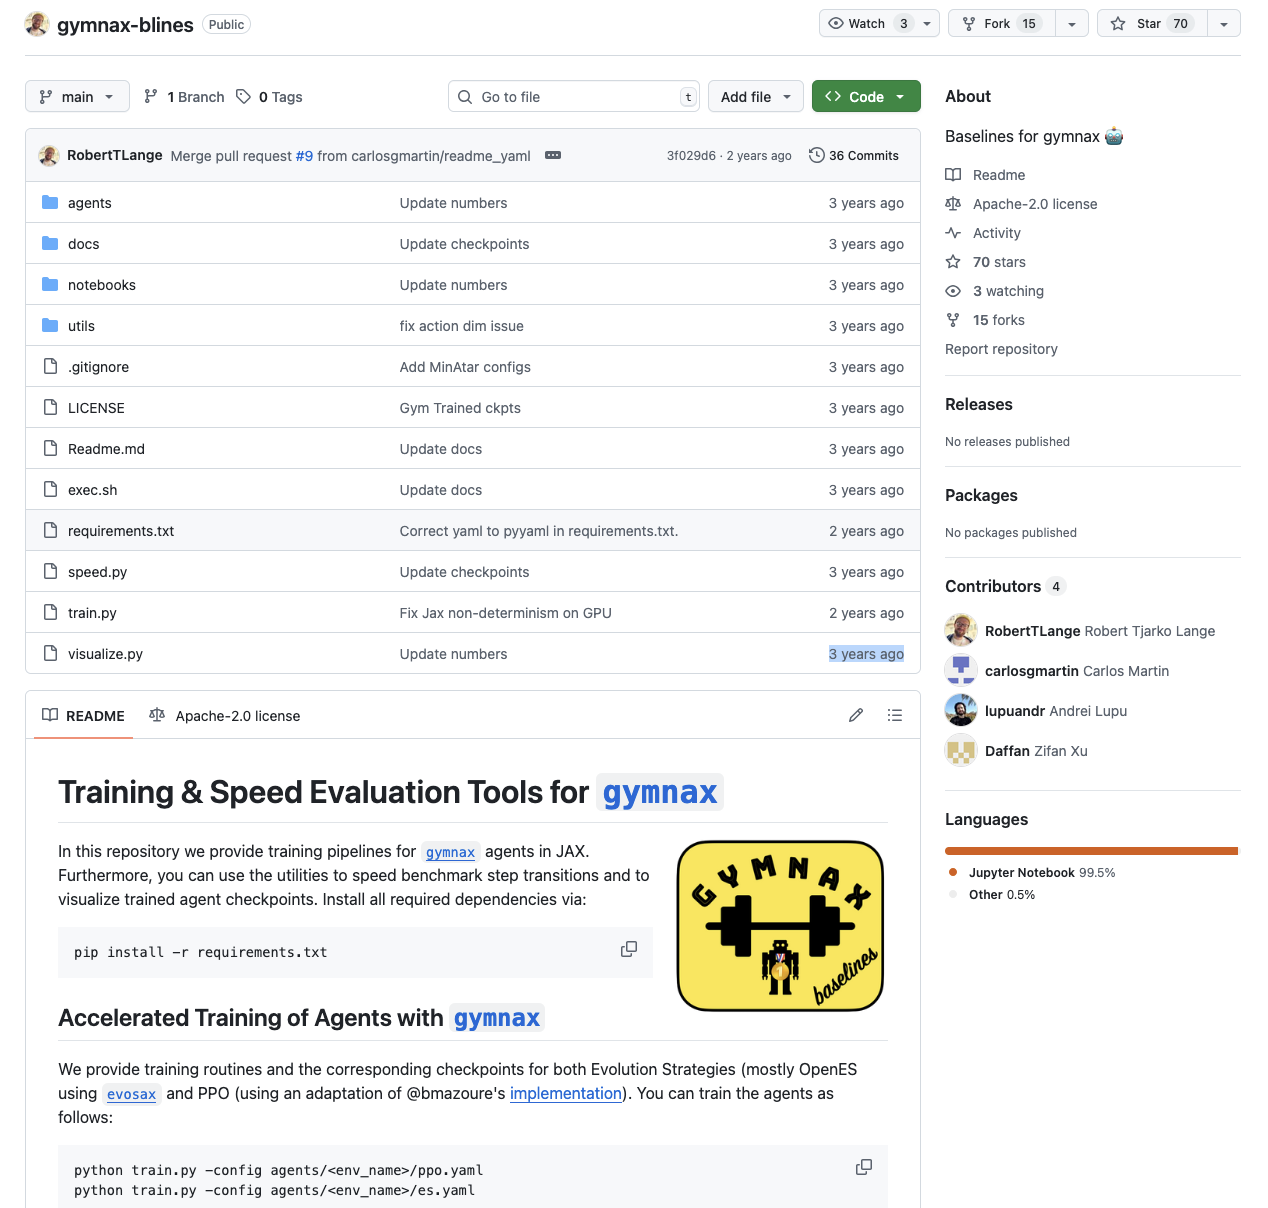 gymnax-blines Public
Watch 3 Fork 15 Star 70
main 1 Branch 0 Tags Go to file t Add file Code
RobertTLange Merge pull request #9 from carlosgmartin/readme_yaml 3f029d6 · 2 years ago 36 Commits
agents Update numbers 3 years ago
docs Update checkpoints 3 years ago
notebooks Update numbers 3 years ago
utils fix action dim issue 3 years ago
.gitignore Add MinAtar configs 3 years ago
LICENSE Gym Trained ckpts 3 years ago
Readme.md Update docs 3 years ago
exec.sh Update docs 3 years ago
requirements.txt Correct yaml to pyyaml in requirements.txt. 2 years ago
speed.py Update checkpoints 3 years ago
train.py Fix Jax non-determinism on GPU 2 years ago
visualize.py Update numbers 3 years ago
README Apache-2.0 license
Training & Speed Evaluation Tools for gymnax
In this repository we provide training pipelines for gymnax agents in JAX.
Furthermore, you can use the utilities to speed benchmark step transitions and to
visualize trained agent checkpoints. Install all required dependencies via:
pip install -r requirements.txt
GYMNAX
1
baselines
Accelerated Training of Agents with gymnax
We provide training routines and the corresponding checkpoints for both Evolution Strategies (mostly OpenES
using evosax and PPO (using an adaptation of @bmazoure's implementation). You can train the agents as
follows:
python train.py -config agents/<env_name>/ppo.yaml
python train.py -config agents/<env_name>/es.yaml
About
Baselines for gymnax
Readme
Apache-2.0 license
Activity
70 stars
3 watching
15 forks
Report repository
Releases
No releases published
Packages
No packages published
Contributors 4
RobertTLange Robert Tjarko Lange
carlosgmartin Carlos Martin
lupuandr Andrei Lupu
Daffan Zifan Xu
Languages
Jupyter Notebook 99.5%
Other 0.5%